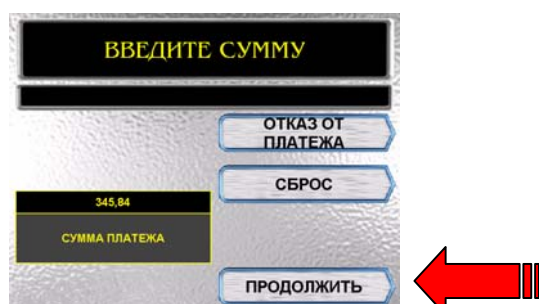 ВВЕДИТЕ СУММУ
ОТКАЗ ОТ
ПЛАТЕЖА
СБРОС
345,84
СУММА ПЛАТЕЖА
ПРОДОЛЖИТЬ